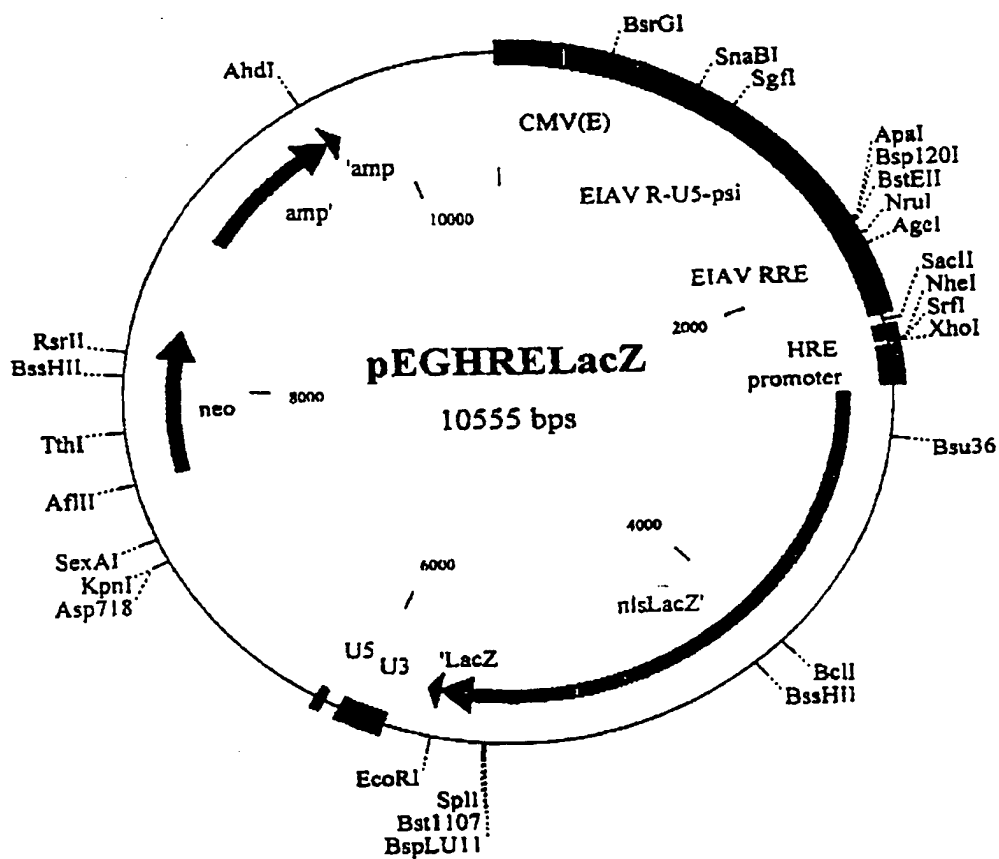 BsrGI
SnaBI
SgfI
AhdI
CMV(E)
ApaI
Bsp120I
BstEII
NruI
AgeI
'amp
amp'
10000
EIAV R-U5-psi
SacII
NheI
SrfI
XhoI
EIAV RRE
2000
HRE
promoter
RsrII
BssHII
pEGHRELacZ
10555 bps
neo
8000
TthI
Bsu36
AflII
4000
SexAI
KpnI
Asp718
6000
nlsLacZ'
U5
U3
'LacZ
BclI
BssHII
EcoRI
SplI
Bst1107
BspLU11